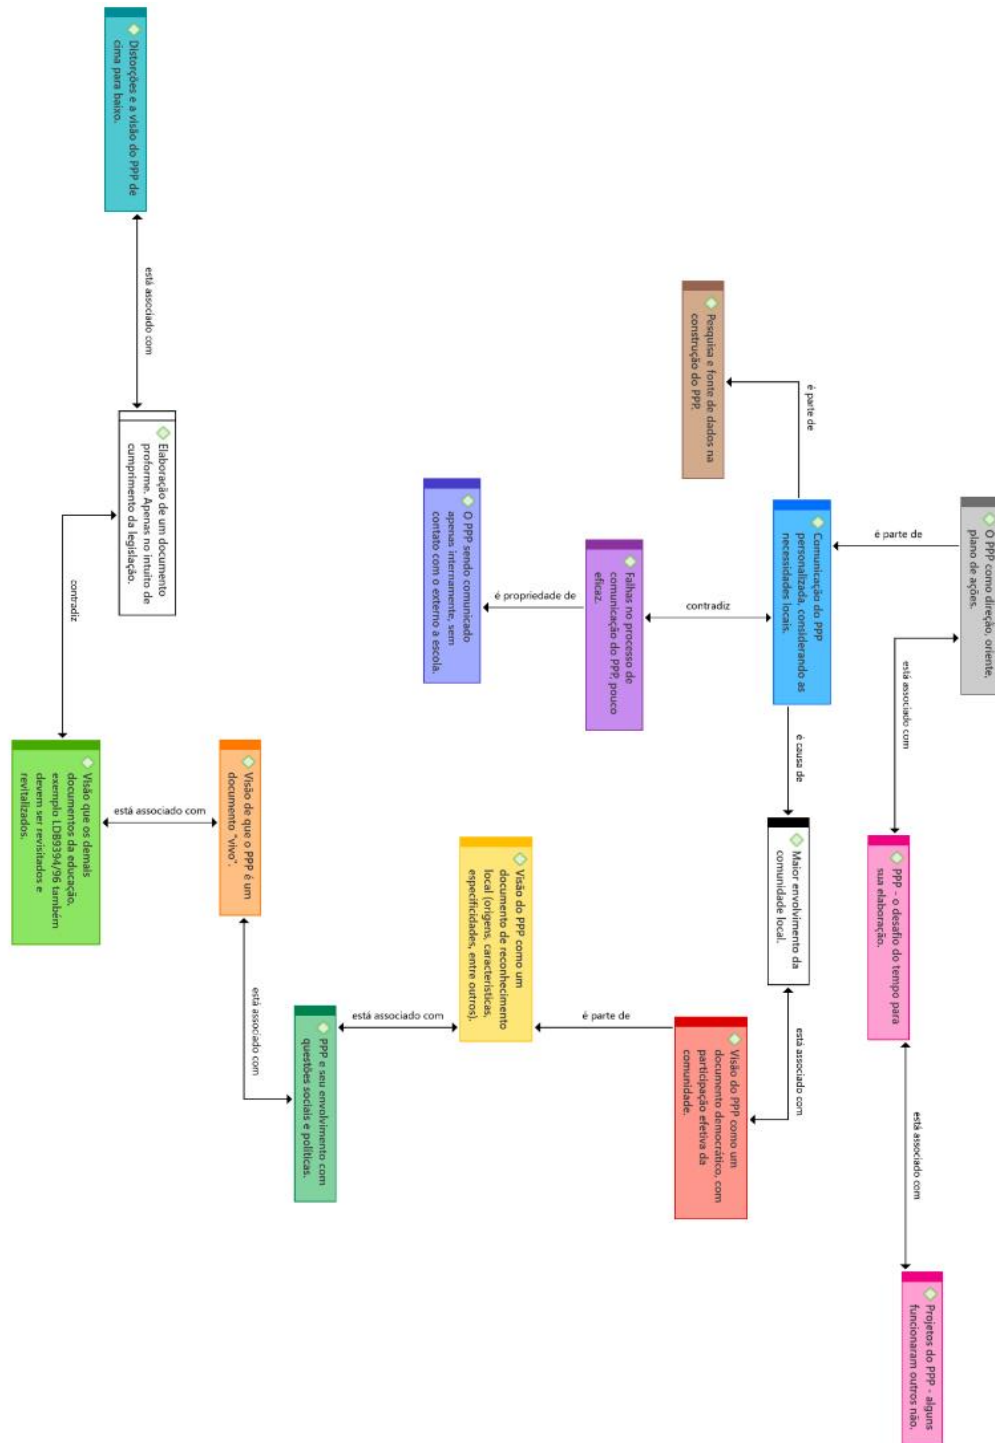 O PPP como direção, oriente,
plano de ações.
Projetos do PPP - alguns
funcionaram outros não.
está associado com
está associado com
PPP - o desafio do tempo para
sua elaboração.
é parte de
Comunicação do PPP
personalizada, considerando as
necessidades locais.
é causa de
Maior envolvimento da
comunidade local.
é parte de
está associado com
Pesquisa e fonte de dados na
construção do PPP.
contradiz
Visão do PPP como um
documento democrático, com
participação efetiva da
comunidade.
Falhas no processo de
comunicação do PPP, pouco
eficaz.
é parte de
é propriedade de
Visão do PPP como um
documento de reconhecimento
local (origens, características,
especificidades, entre outros).
O PPP sendo comunicado
apenas internamente, sem
contato com o externo a escola.
está associado com
PPP e seu envolvimento com
questões sociais e políticas.
está associado com
Visão de que o PPP é um
documento "vivo".
está associado com
Elaboração de um documento
proforme. Apenas no intuito de
cumprimento da legislação.
está associado com
Distorções e a visão do PPP de
cima para baixo.
contradiz
Visão que os demais
documentos da educação,
exemplo LDB9394/96 também
devem ser revisitados e
revitalizados.